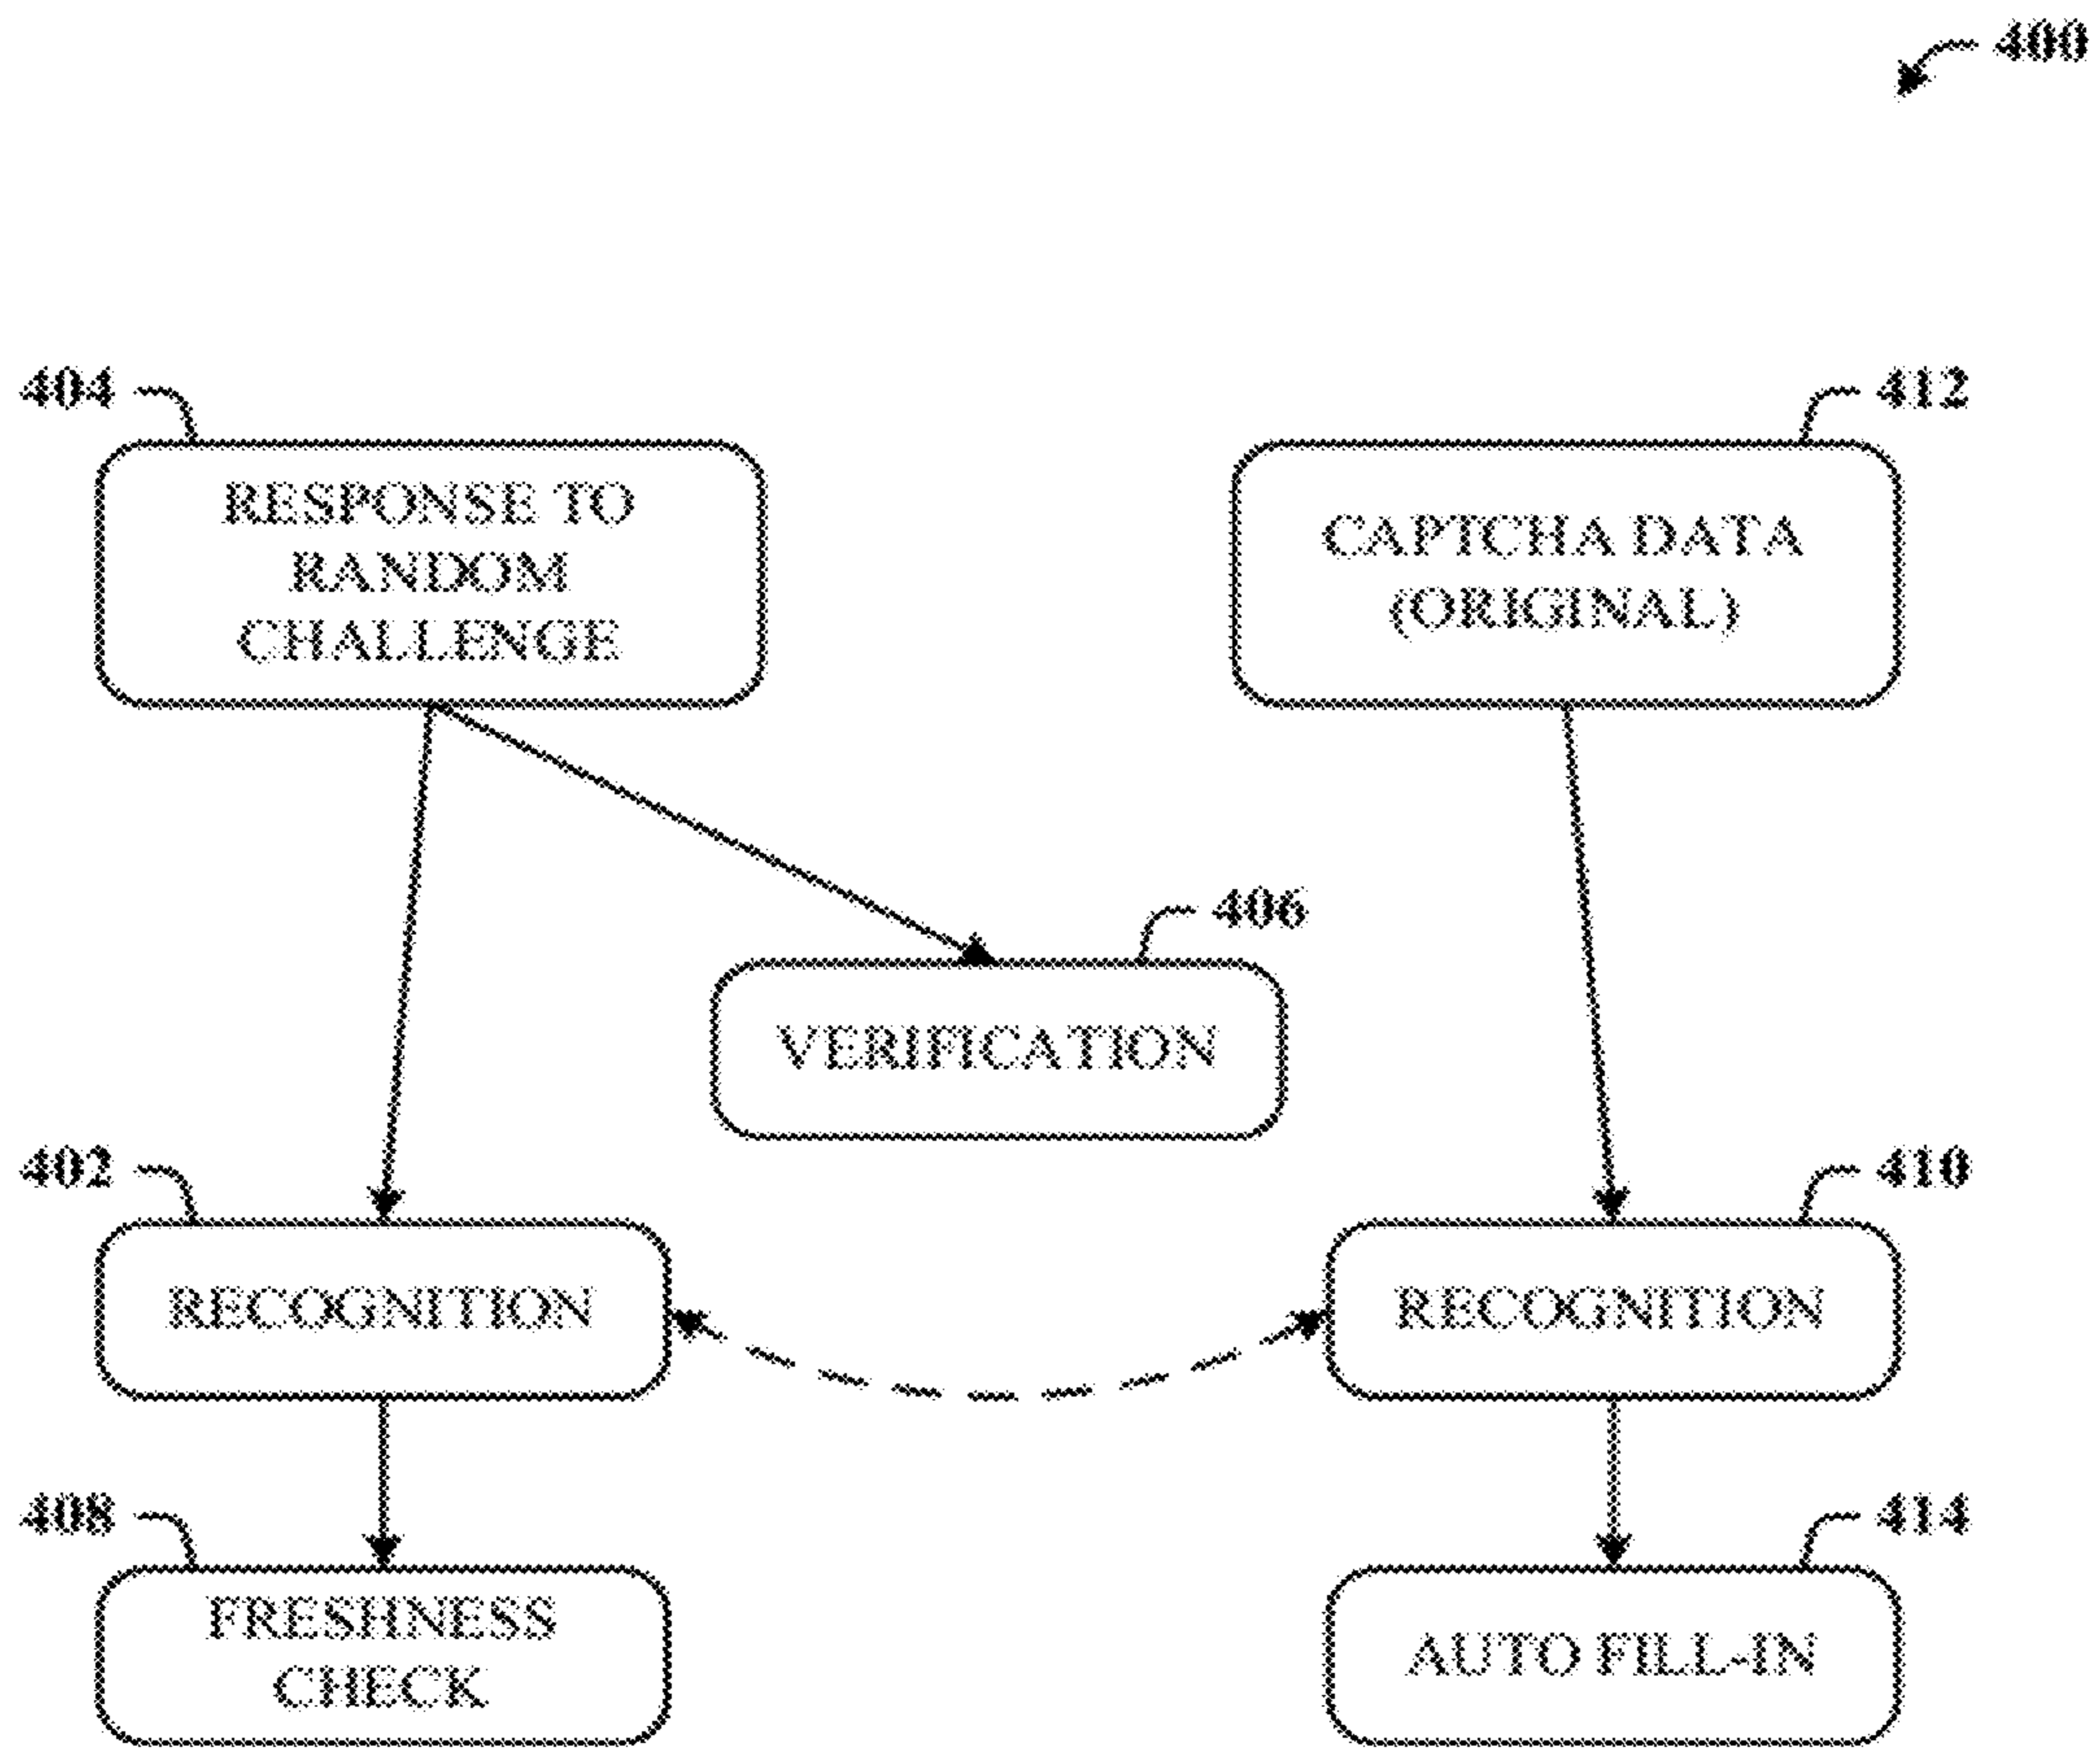 400
404
412
RESPONSE TO
RANDOM
CHALLENGE
CAPTCHA DATA
(ORIGINAL)
406
VERIFICATION
402
410
RECOGNITION
RECOGNITION
408
414
FRESHNESS
CHECK
AUTO FILL-IN